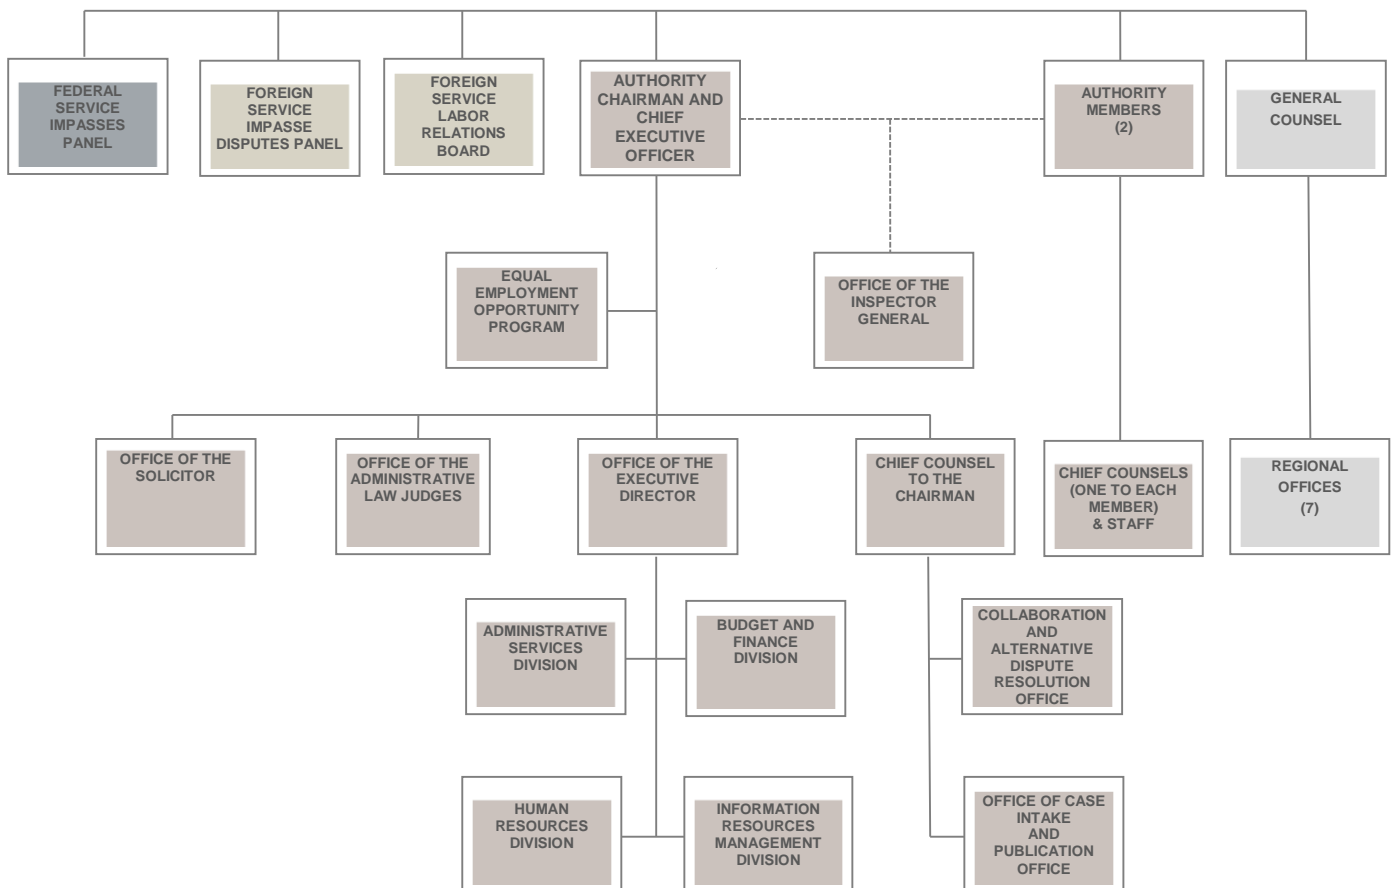 FEDERAL
SERVICE
IMPASSES
PANEL
FOREIGN
SERVICE
IMPASSE
DISPUTES PANEL
FOREIGN
SERVICE
LABOR
RELATIONS
BOARD
AUTHORITY
CHAIRMAN AND
CHIEF
EXECUTIVE
OFFICER
AUTHORITY
MEMBERS
(2)
GENERAL
COUNSEL
EQUAL
EMPLOYMENT
OPPORTUNITY
PROGRAM
OFFICE OF THE
INSPECTOR
GENERAL
OFFICE OF THE
SOLICITOR
OFFICE OF THE
ADMINISTRATIVE
LAW JUDGES
OFFICE OF THE
EXECUTIVE
DIRECTOR
CHIEF COUNSEL
TO THE
CHAIRMAN
CHIEF COUNSELS
(ONE TO EACH
MEMBER)
& STAFF
REGIONAL
OFFICES
(7)
ADMINISTRATIVE
SERVICES
DIVISION
BUDGET AND
FINANCE
DIVISION
COLLABORATION
AND
ALTERNATIVE
DISPUTE
RESOLUTION
OFFICE
HUMAN
RESOURCES
DIVISION
INFORMATION
RESOURCES
MANAGEMENT
DIVISION
OFFICE OF CASE
INTAKE
AND
PUBLICATION
OFFICE